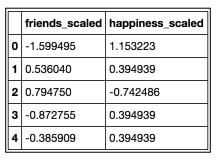 friends_scaled happiness_scaled
0 -1.599495 1.153223
1 0.536040 0.394939
2 0.794750 -0.742486
3 -0.872755 0.394939
4 -0.385909 0.394939